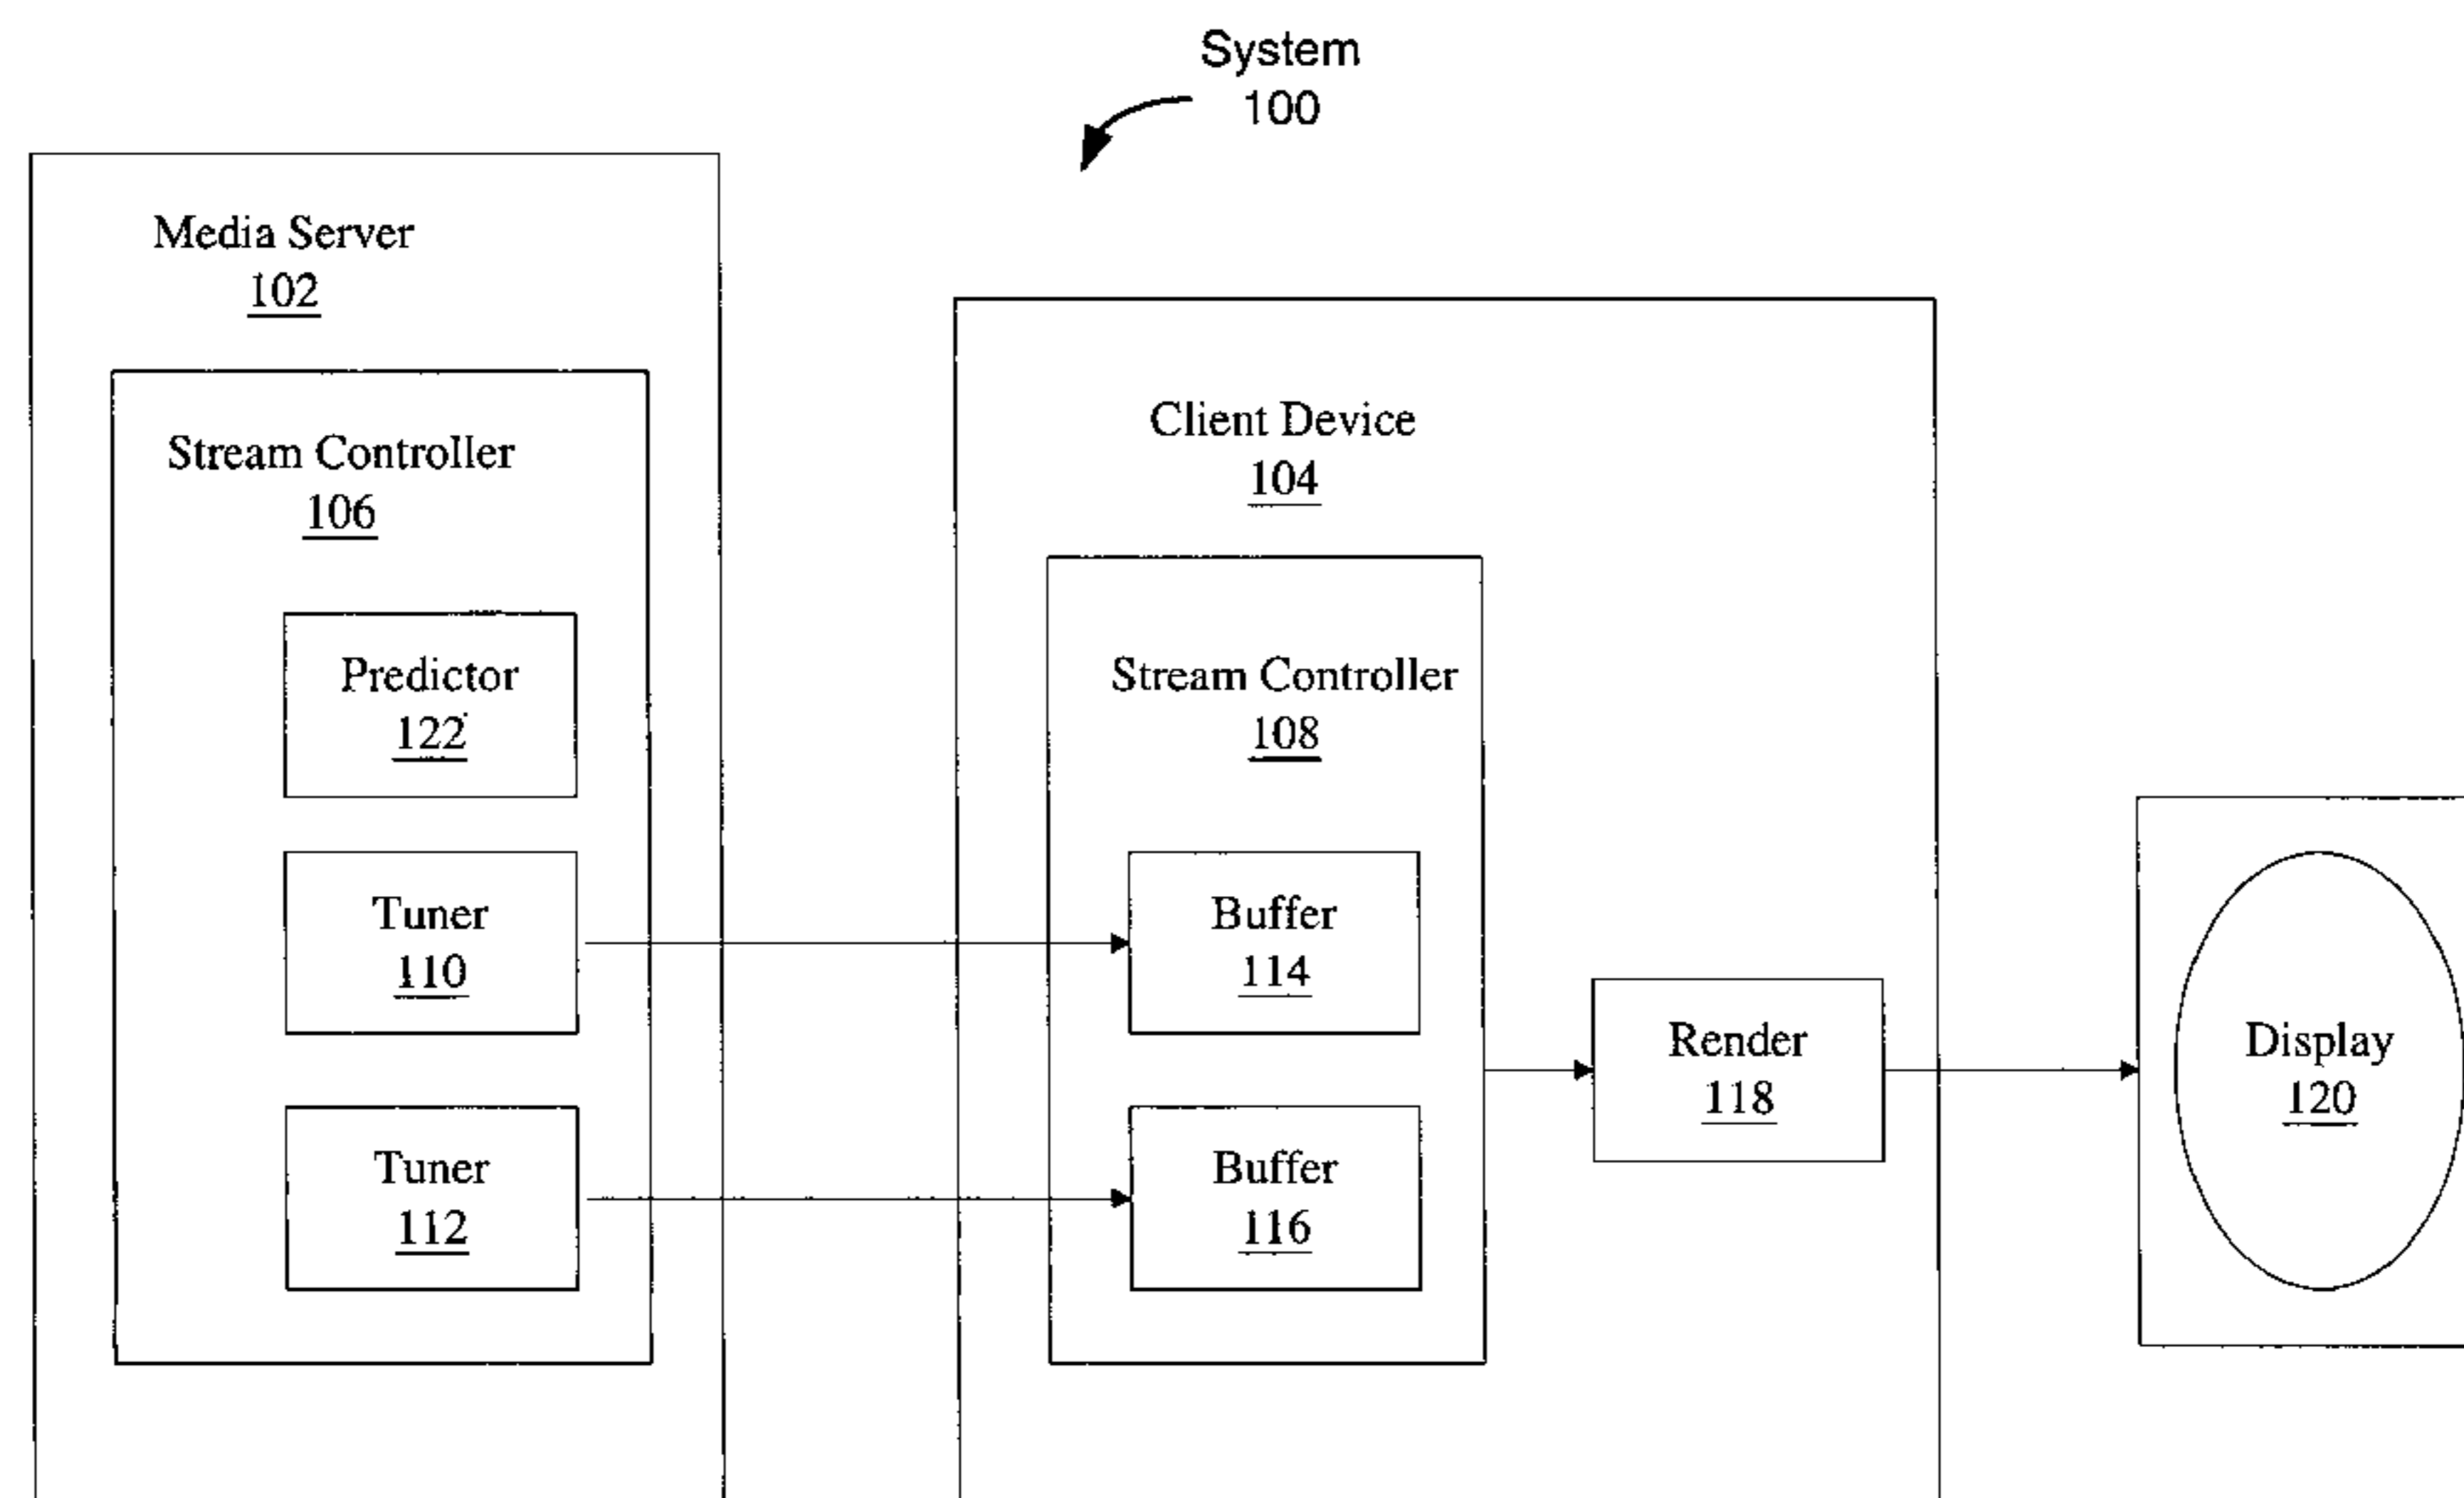 System
100
Media Server
102
Stream Controller
106
Predictor
122
Tuner
110
Tuner
112
Client Device
104
Stream Controller
108
Buffer
114
Buffer
116
Render
118
Display
120